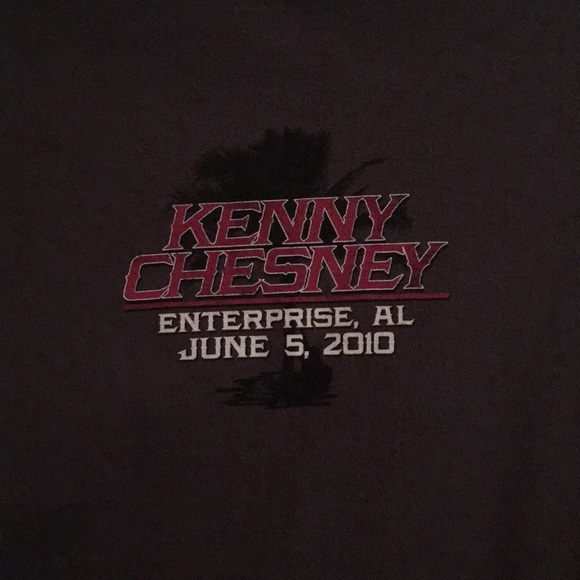 KENNY
CHESNEY
ENTERPRISE, AL
JUNE 5, 2010